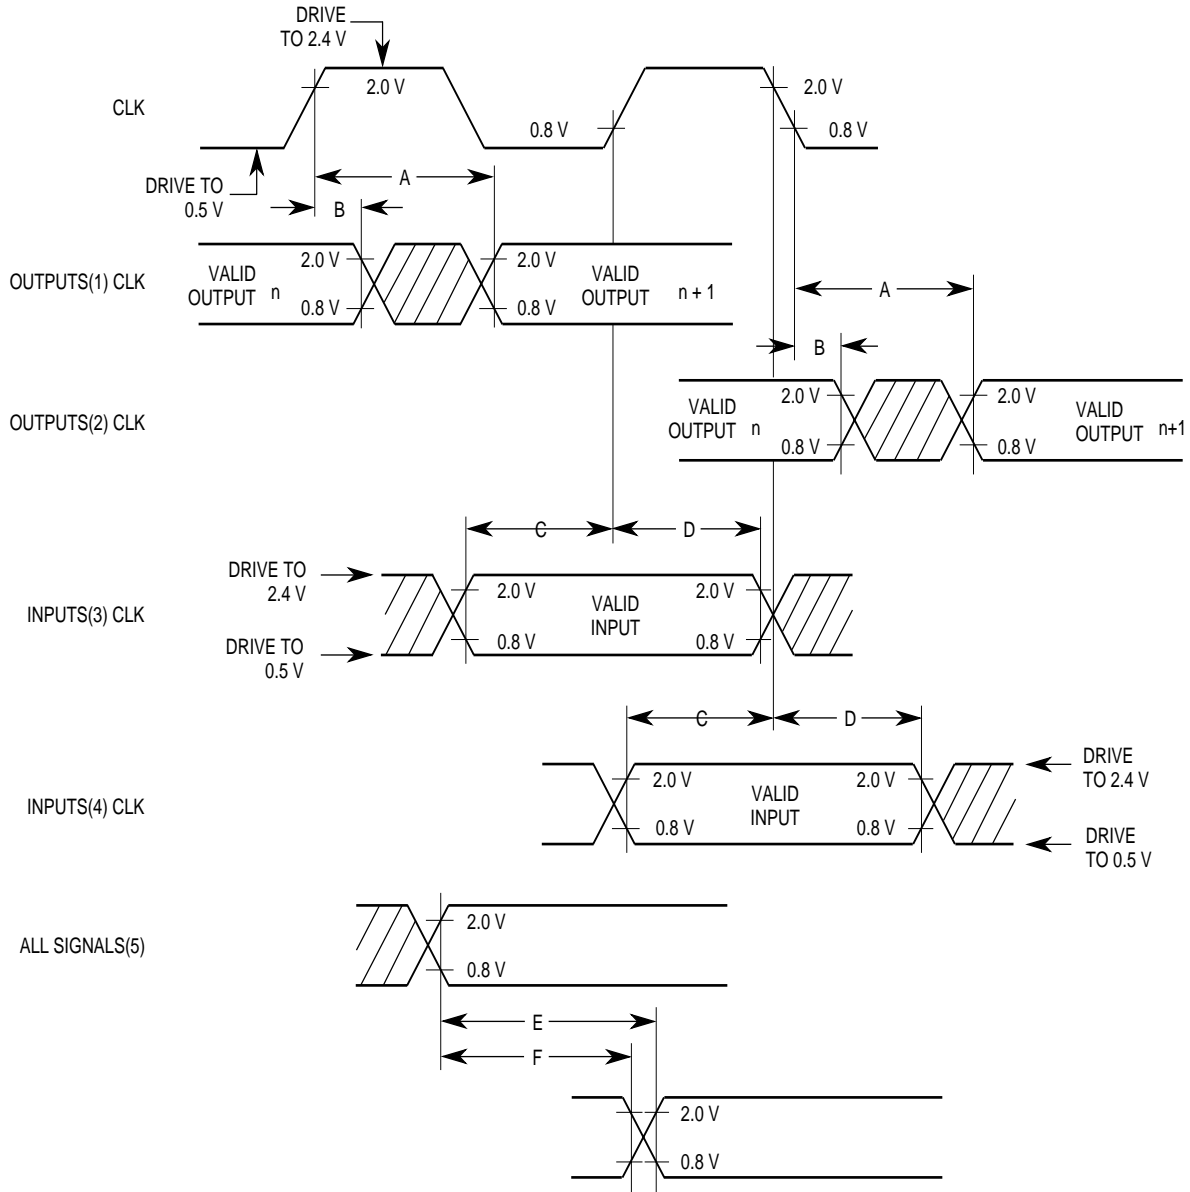 DRIVE
TO 2.4 V
2.0 V
2.0 V
CLK
0.8 V
0.8 V
DRIVE TO
0.5 V
A
B
OUTPUTS(1) CLK
VALID
OUTPUT n
2.0 V
0.8 V
2.0 V
0.8 V
VALID
OUTPUT n + 1
A
B
OUTPUTS(2) CLK
VALID
OUTPUT n
2.0 V
0.8 V
2.0 V
0.8 V
VALID
OUTPUT n+1
C
D
DRIVE TO
2.4 V
INPUTS(3) CLK
DRIVE TO
0.5 V
2.0 V
0.8 V
VALID
INPUT
2.0 V
0.8 V
C
D
INPUTS(4) CLK
2.0 V
0.8 V
VALID
INPUT
2.0 V
0.8 V
DRIVE
TO 2.4 V
DRIVE
TO 0.5 V
ALL SIGNALS(5)
2.0 V
0.8 V
E
F
2.0 V
0.8 V